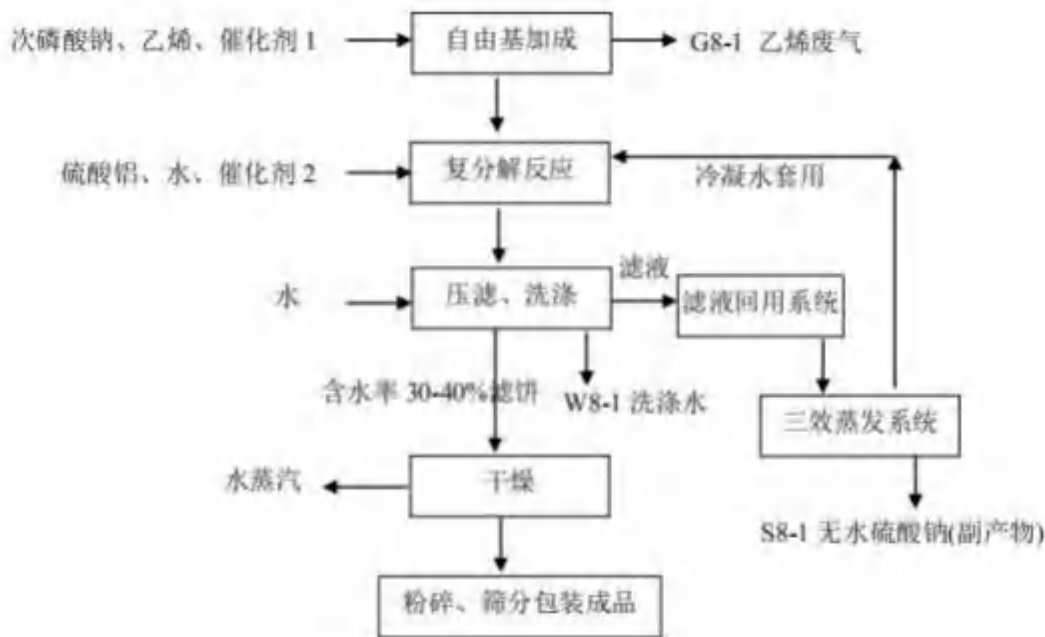 次磷酸钠、乙烯、催化剂 1
自由基加成
G8-1 乙烯废气
硫酸铝、水、催化剂 2
复分解反应
冷凝水套用
水
压滤、洗涤
滤液
滤液回用系统
含水率 30-40%滤饼
W8-1 洗涤水
三效蒸发系统
水蒸汽
干燥
S8-1 无水硫酸钠(副产物)
粉碎、筛分包装成品